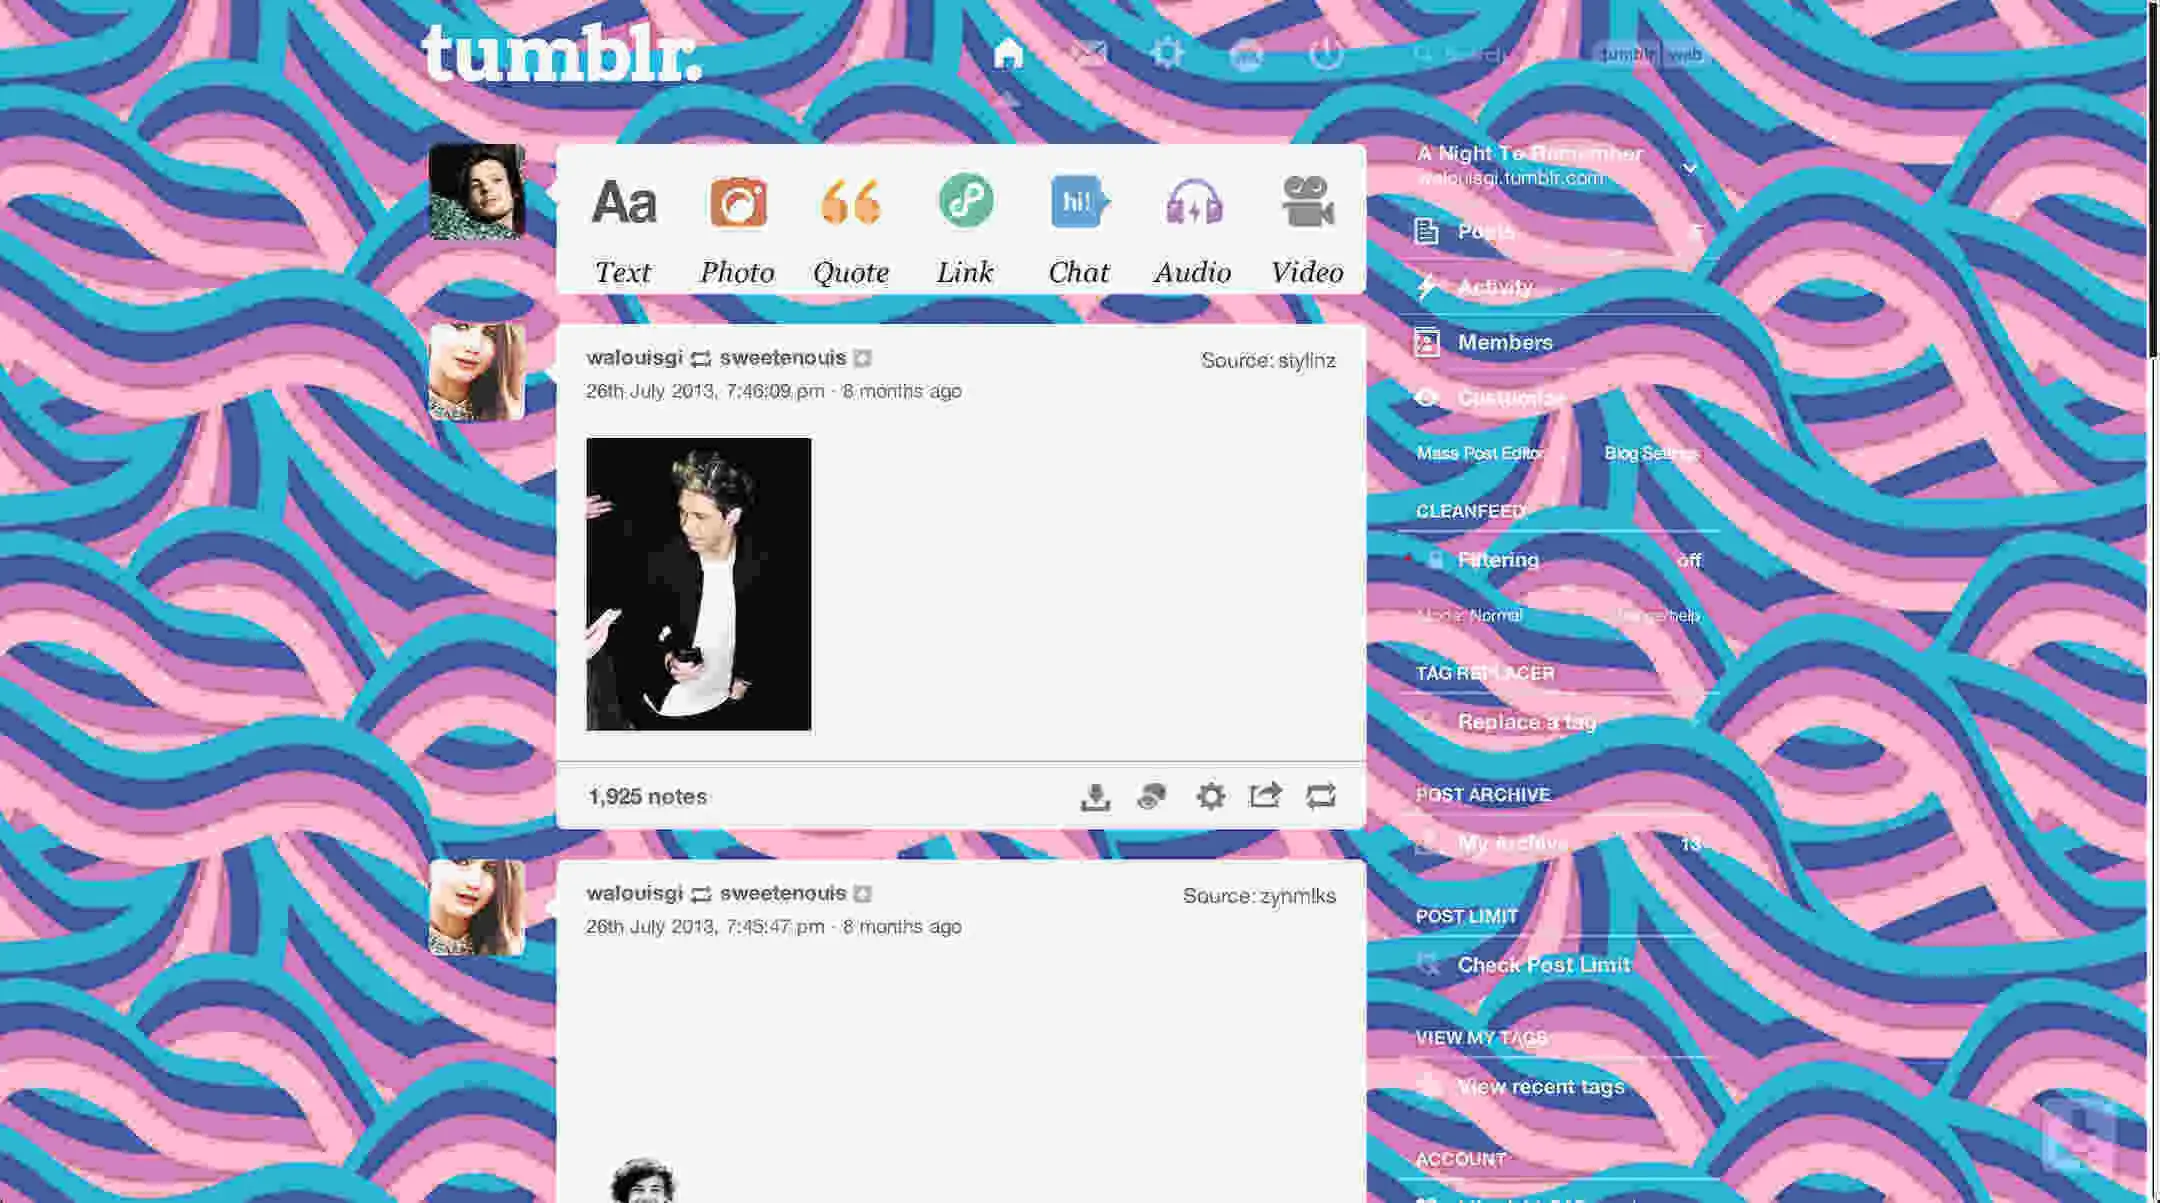 tumblr.
Search
tumblr web
A Night To Remember
walouisgi.tumblr.com
Aa
hi!
Text Photo Quote Link Chat Audio Video
Posts
Activity
Members
Customize
Mass Post Editor Blog Settings
walouisgi sweetenouis
Source: stylinz
26th July 2013, 7:46:09 pm · 8 months ago
CLEANFEED
Filtering off
Mode: Normal
TAG REPLACER
Replace a tag
1,925 notes
POST ARCHIVE
My Archive 13
walouisgi sweetenouis
Source: zynmlks
26th July 2013, 7:45:47 pm · 8 months ago
POST LIMIT
Check Post Limit
VIEW MY TAGS
View recent tags
ACCOUNT